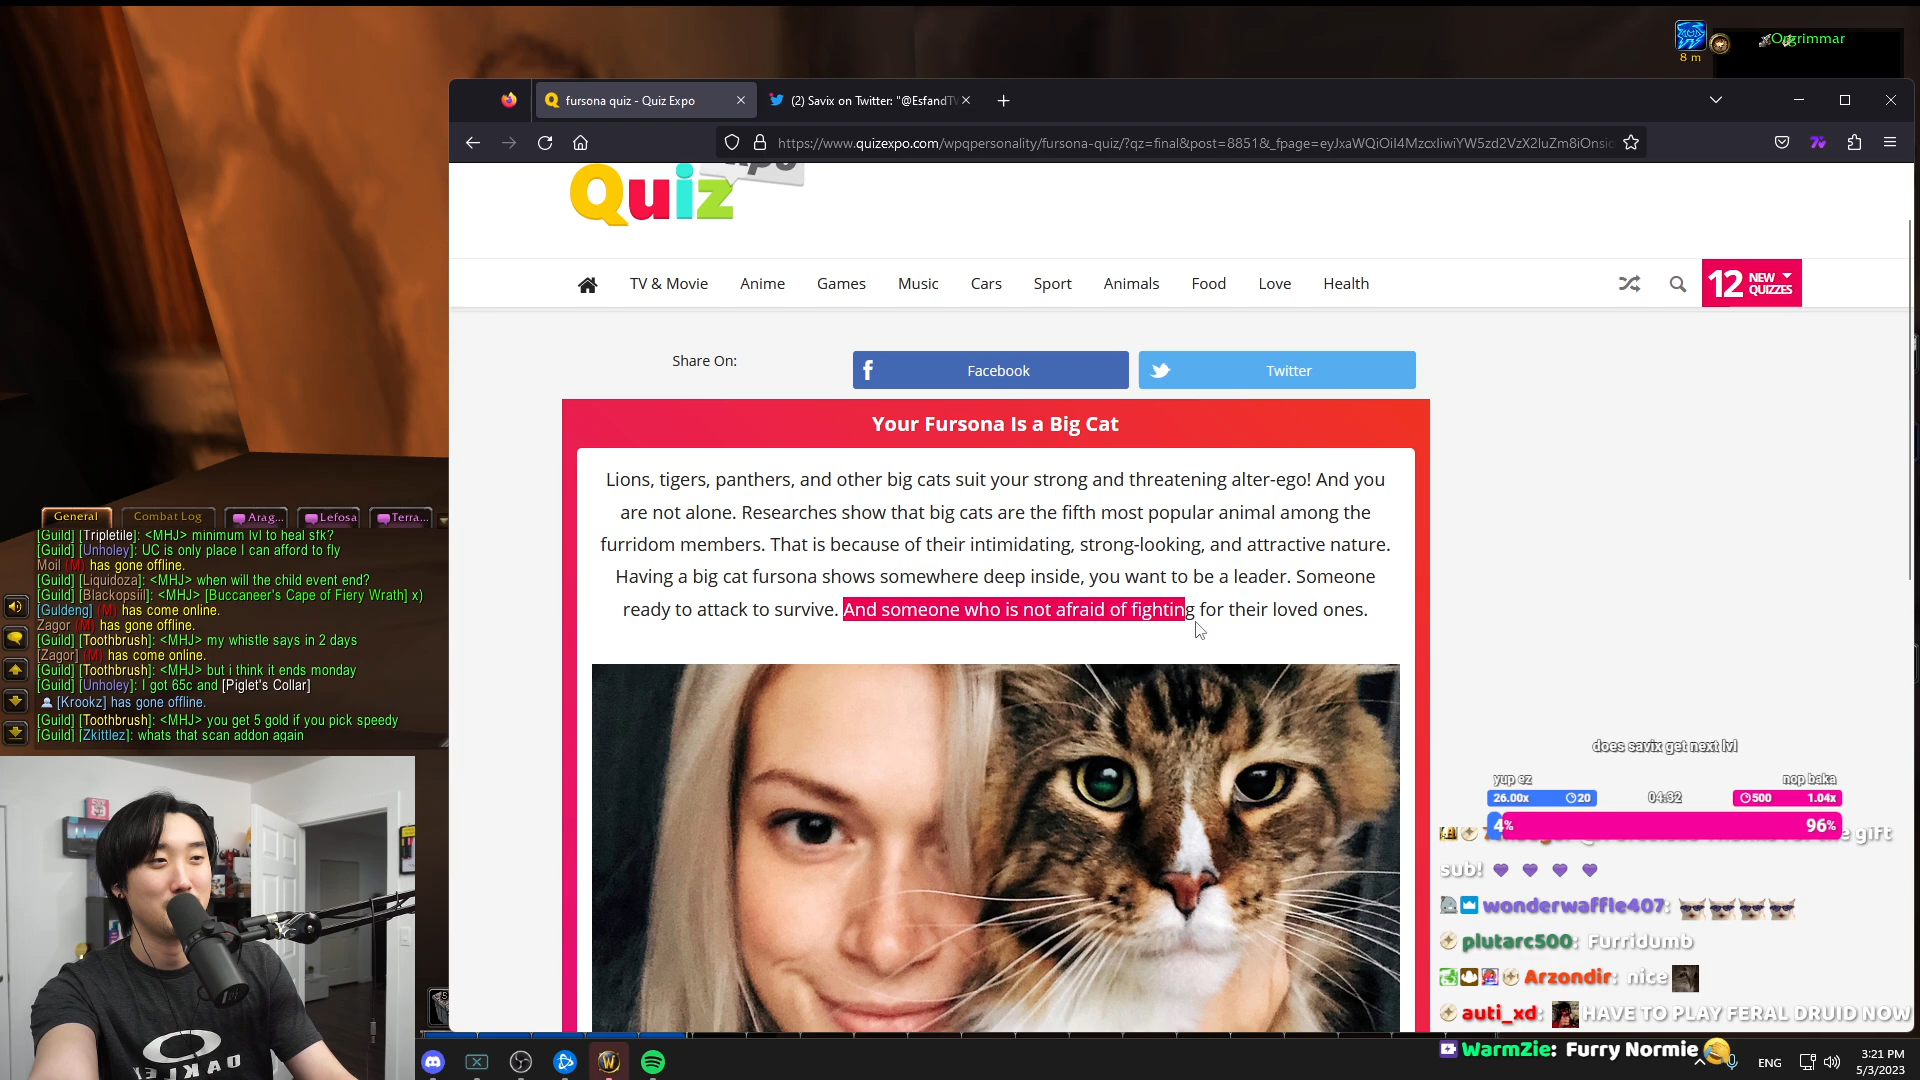 Orgrimmar
8 m
fursona quiz - Quiz Expo
(2) Savix on Twitter: "@EsfandTV
https://www.quizexpo.com/wpqpersonality/fursona-quiz/?qz=final&post=8851&_fpage=eyJxaWQiOiI4MzcxIiwiYW5zd2VzX2luZm8iOnsic
Quiz
TV & Movie
Anime
Games
Music
Cars
Sport
Animals
Food
Love
Health
12 NEW QUIZZES
Share On:
Facebook
Twitter
Your Fursona Is a Big Cat
Lions, tigers, panthers, and other big cats suit your strong and threatening alter-ego! And you
are not alone. Researches show that big cats are the fifth most popular animal among the
furridom members. That is because of their intimidating, strong-looking, and attractive nature.
Having a big cat fursona shows somewhere deep inside, you want to be a leader. Someone
ready to attack to survive. And someone who is not afraid of fighting for their loved ones.
General
Combat Log
Arag...
Lefosa
Terra...
[Guild] [Tripletile]: <MHJ> minimum lvl to heal sfk?
[Guild] [Unholey]: UC is only place I can afford to fly
Moil (M) has gone offline.
[Guild] [Liquidoza]: <MHJ> when will the child event end?
[Guild] [Blackopsiil]: <MHJ> [Buccaneer's Cape of Fiery Wrath] x)
[Guldeng] (M) has come online.
Zagor (M) has gone offline.
[Guild] [Toothbrush]: <MHJ> my whistle says in 2 days
[Zagor] (M) has come online.
[Guild] [Toothbrush]: <MHJ> but i think it ends monday
[Guild] [Unholey]: I got 65c and [Piglet's Collar]
[Krookz] has gone offline.
[Guild] [Toothbrush]: <MHJ> you get 5 gold if you pick speedy
[Guild] [Zkittlez]: whats that scan addon again
does savix get next lvl
yup ez
nop baka
26.00x
20
04:32
500
1.04x
4%
96%
e gift
sub!
wonderwaffle407:
plutarc500: Furridumb
Arzondir: nice
auti_xd: HAVE TO PLAY FERAL DRUID NOW
WarmZie: Furry Normie
OAKLEY
ENG
3:21 PM
5/3/2023